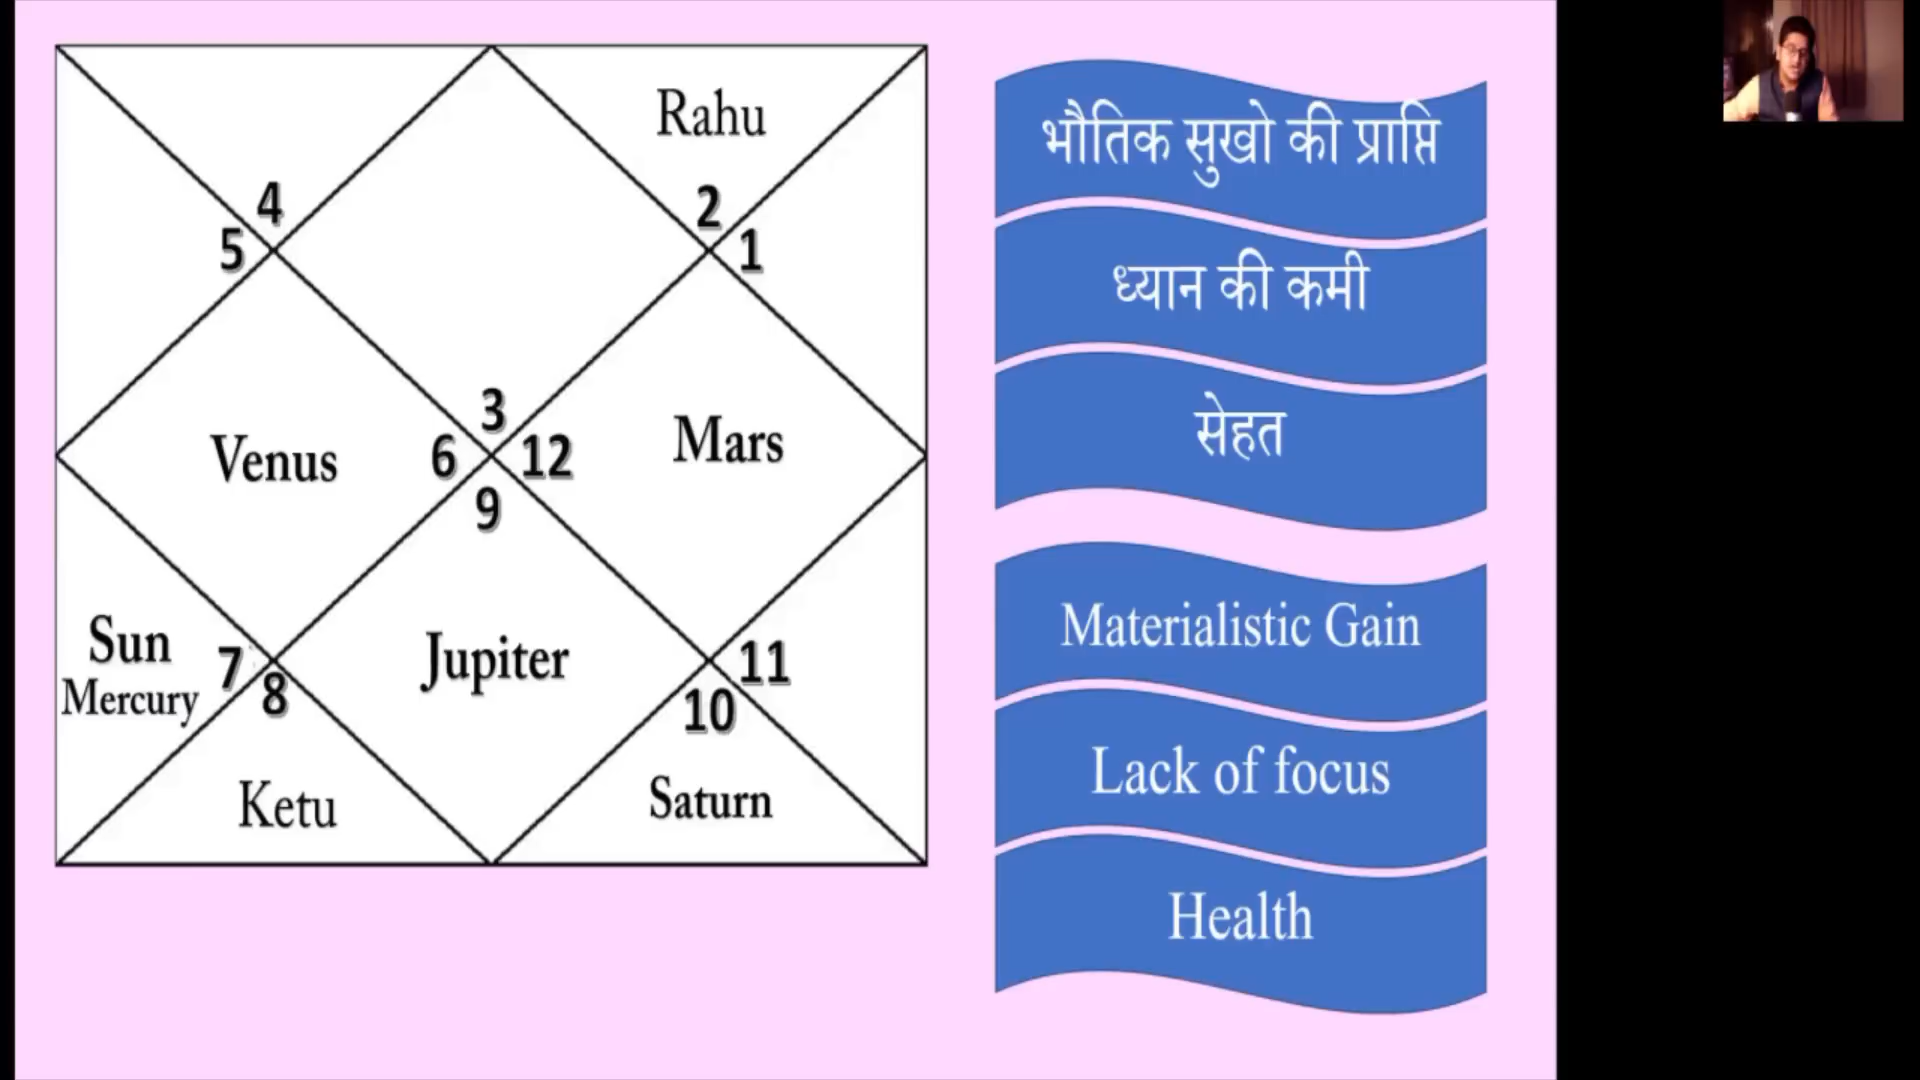 Rahu
4
2
5
1
3
Venus
6
12
Mars
9
Sun
7
Jupiter
11
Mercury
8
10
Ketu
Saturn
भौतिक सुखो की प्राप्ति
ध्यान की कमी
सेहत
Materialistic Gain
Lack of focus
Health